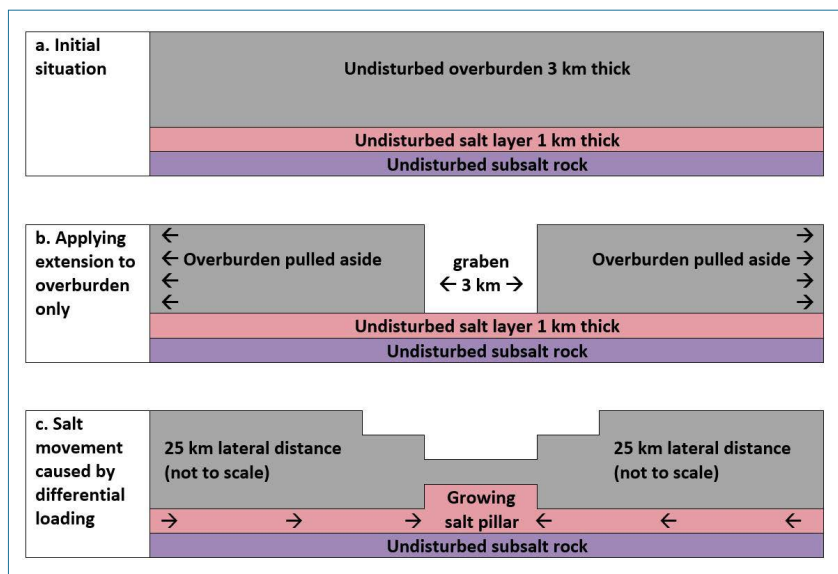 a. Initial
situation
Undisturbed overburden 3 km thick
Undisturbed salt layer 1 km thick
Undisturbed subsalt rock
b. Applying
extension to
overburden
only
←
← Overburden pulled aside
←
←
graben
← 3 km →
→
Overburden pulled aside →
→
→
Undisturbed salt layer 1 km thick
Undisturbed subsalt rock
c. Salt
movement
caused by
differential
loading
25 km lateral distance
(not to scale)
25 km lateral distance
(not to scale)
Growing
→ → → salt pillar ← ← ←
Undisturbed subsalt rock